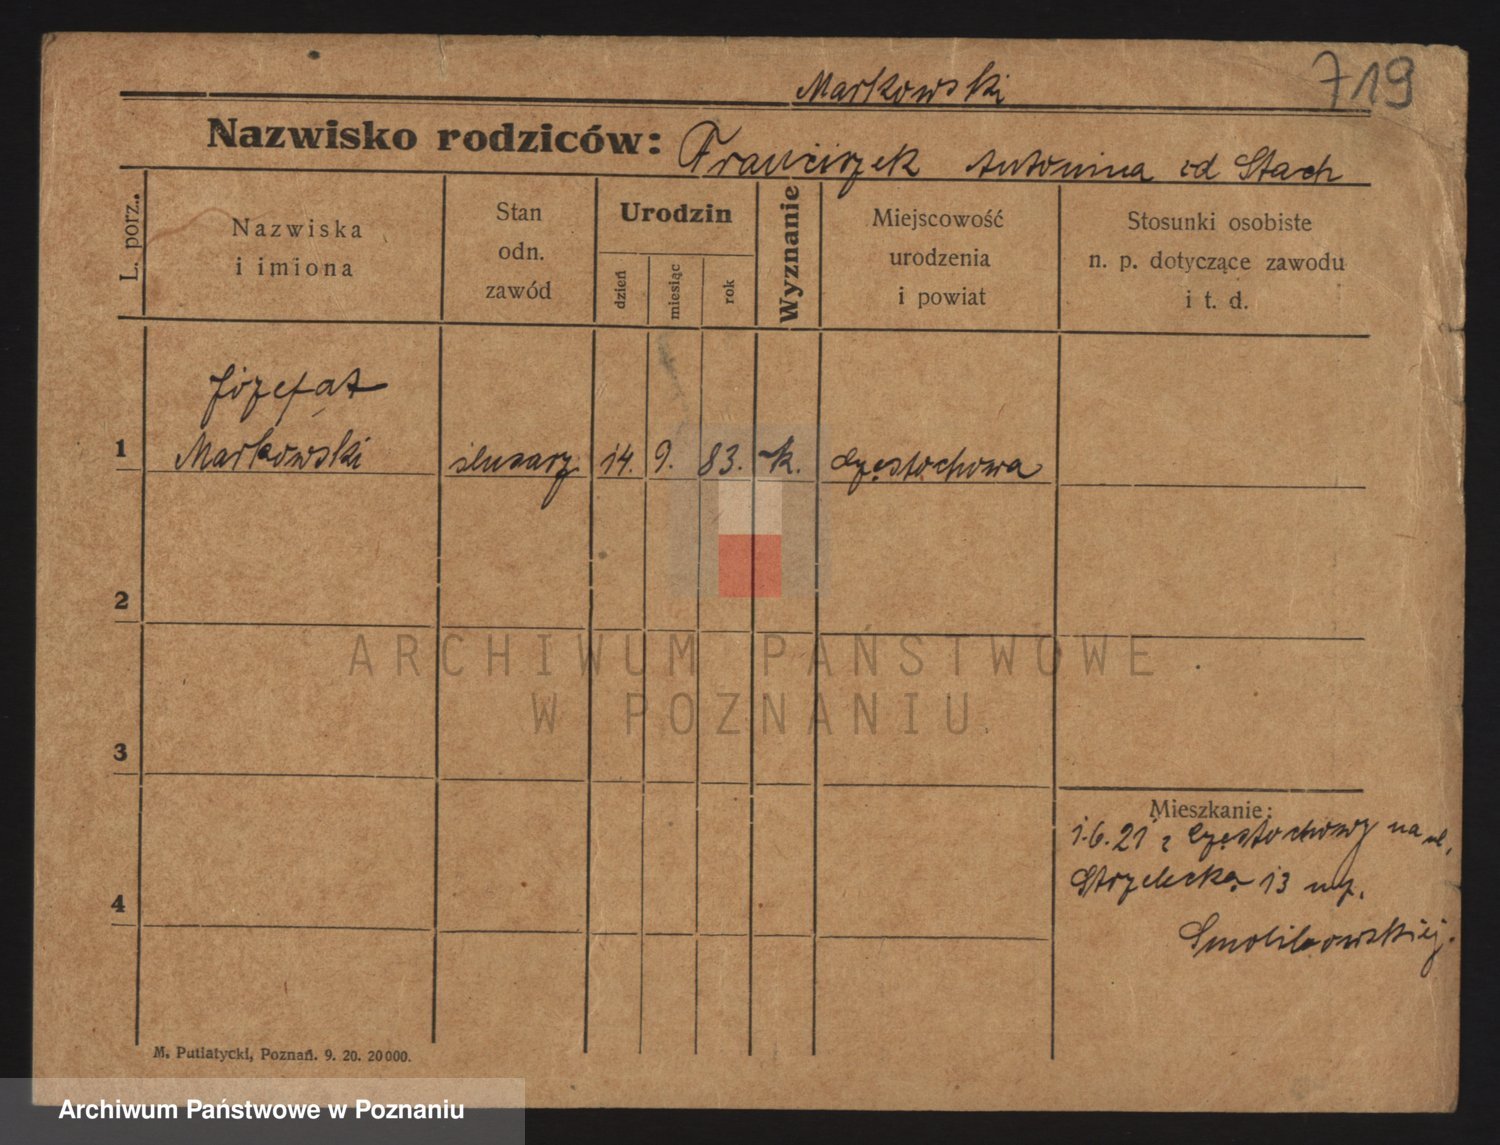 719
Markowski
Nazwisko rodziców: Franciszek Antonina od Stach
L. porz.
Nazwiska
i imiona
Stan
odn.
zawód
Urodzin
dzień
miesiąc
rok
Wyznanie
Miejscowość
urodzenia
i powiat
Stosunki osobiste
n. p. dotyczące zawodu
i t. d.
Józefat
1 Markowski ślusarz 14. 9. 83. k. Częstochowa
2
ARCHIWUM PAŃSTWOWE
W POZNANIU
3
Mieszkanie:
1.6.21 z Częstochowy na ul.
Strzelecka 13
4
Smolibowskiej.
M. Putiatycki, Poznań. 9. 20. 20000.
Archiwum Państwowe w Poznaniu